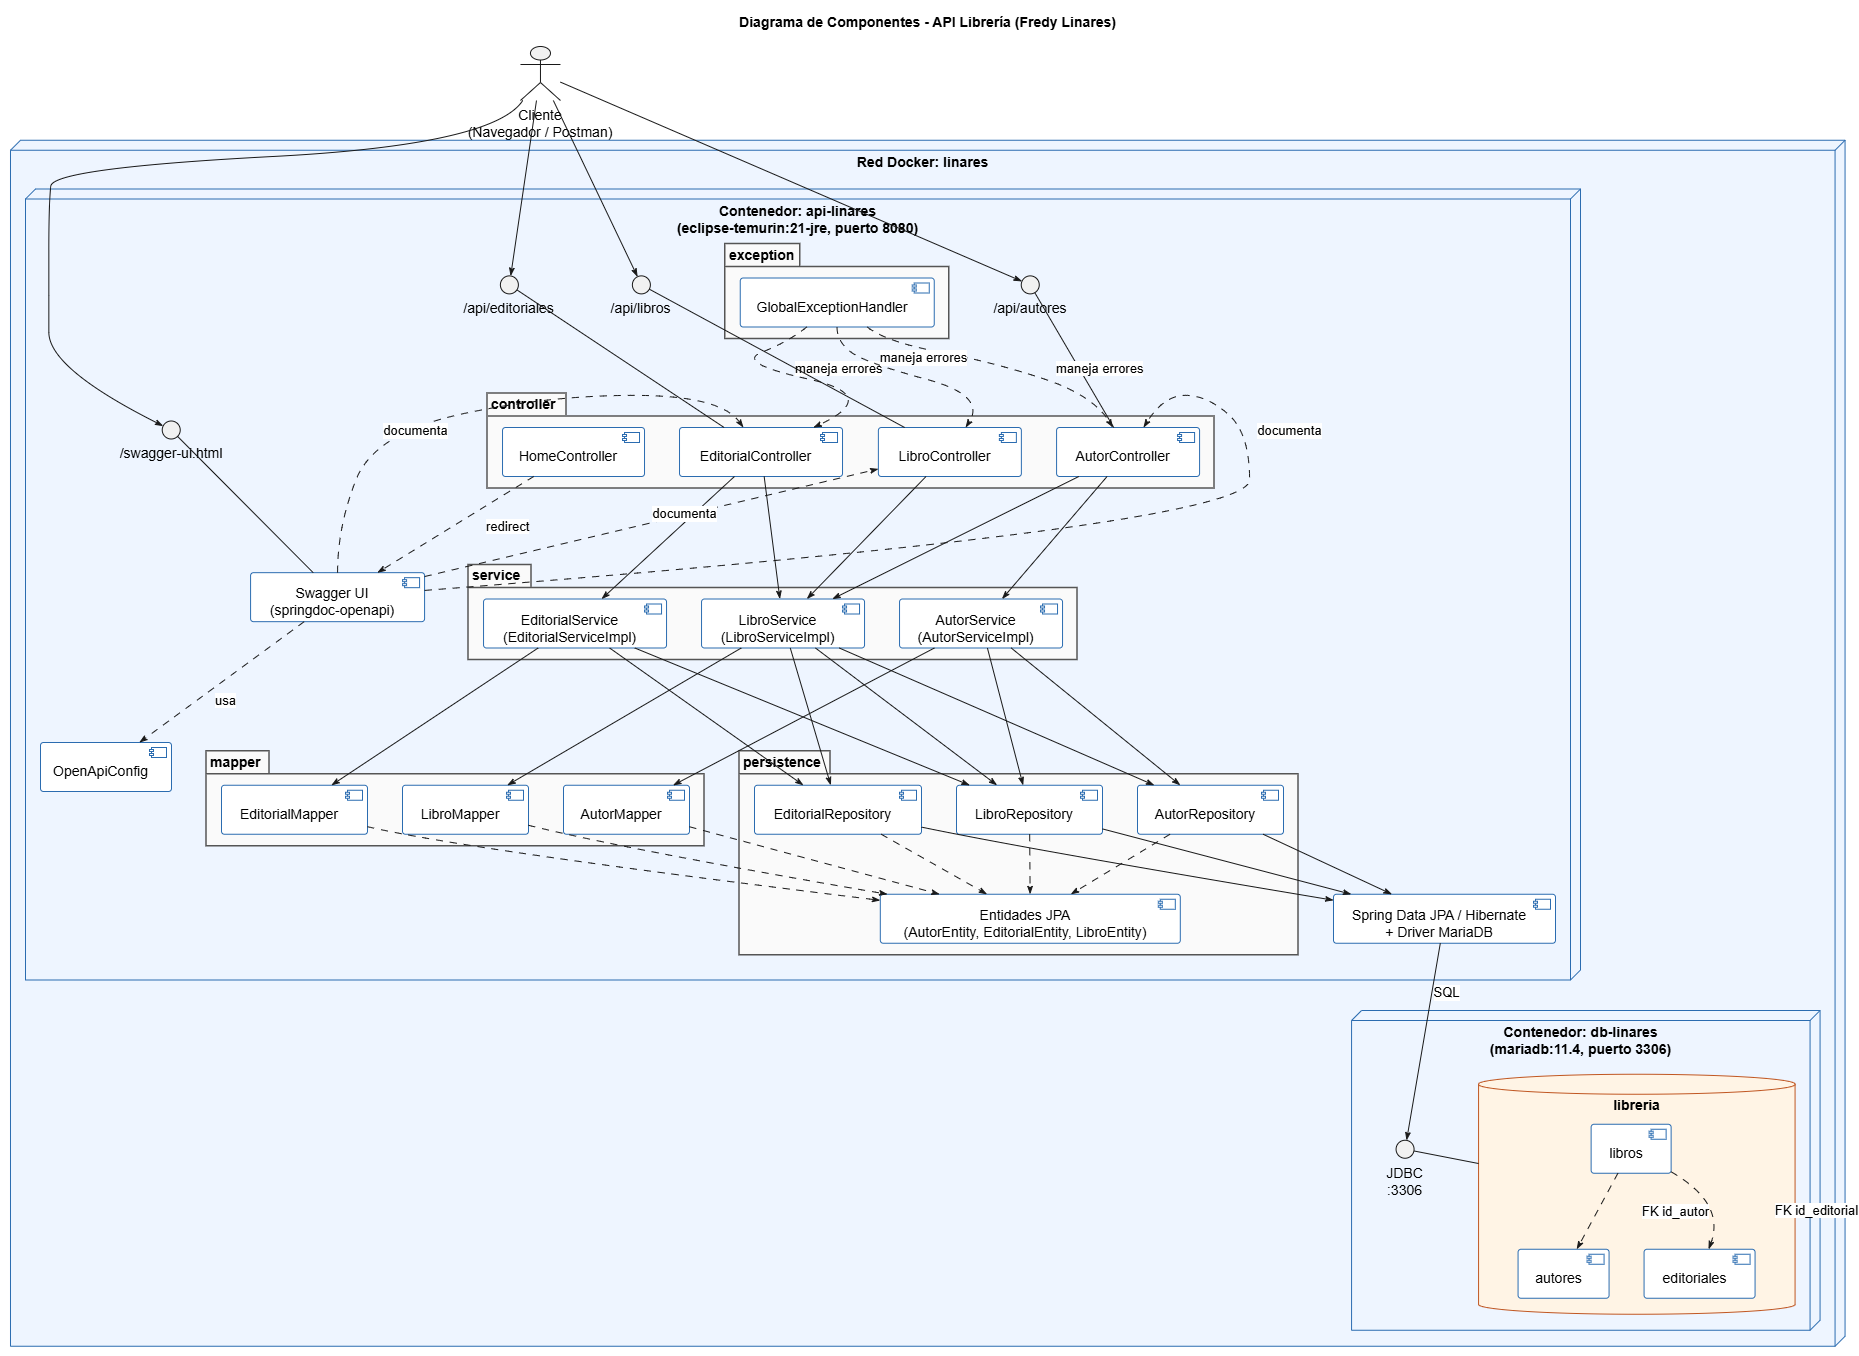 Diagrama de Componentes - API Librería (Fredy Linares)
Cliente
(Navegador / Postman)
Red Docker: linares
Contenedor: api-linares
(eclipse-temurin:21-jre, puerto 8080)
exception
GlobalExceptionHandler
/api/editoriales
/api/libros
/api/autores
maneja errores
maneja errores
maneja errores
controller
documenta
documenta
/swagger-ui.html
HomeController
EditorialController
LibroController
AutorController
documenta
redirect
service
Swagger UI
(springdoc-openapi)
EditorialService
(EditorialServiceImpl)
LibroService
(LibroServiceImpl)
AutorService
(AutorServiceImpl)
usa
OpenApiConfig
mapper
EditorialMapper
LibroMapper
AutorMapper
persistence
EditorialRepository
LibroRepository
AutorRepository
Entidades JPA
(AutorEntity, EditorialEntity, LibroEntity)
Spring Data JPA / Hibernate
+ Driver MariaDB
SQL
Contenedor: db-linares
(mariadb:11.4, puerto 3306)
libreria
libros
JDBC
:3306
FK id_autor
FK id_editorial
autores
editoriales